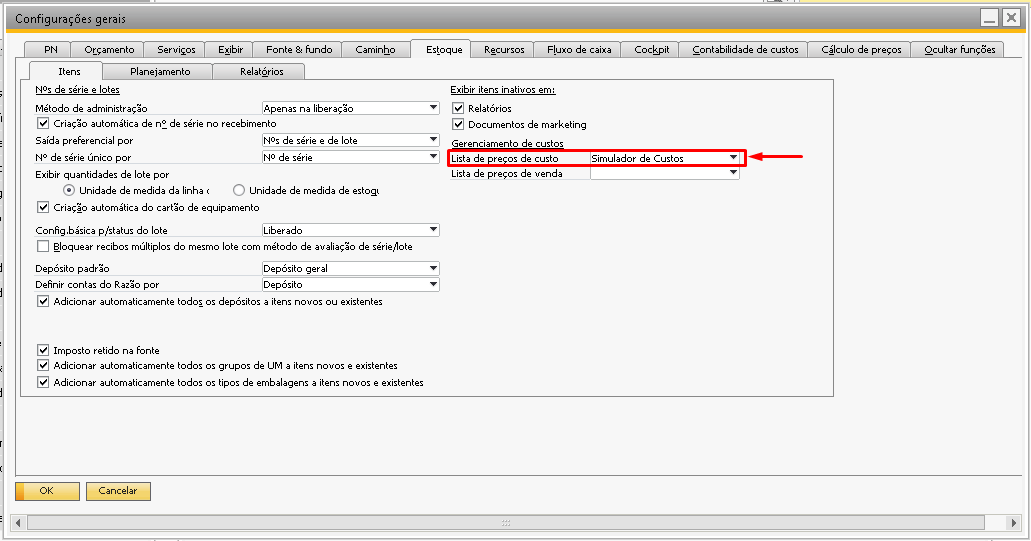 Configurações gerais
PN
Orçamento
Serviços
Exibir
Fonte & fundo
Caminho
Estoque
Recursos
Fluxo de caixa
Cockpit
Contabilidade de custos
Cálculo de preços
Ocultar funções
Itens
Planejamento
Relatórios
Nºs de série e lotes
Método de administração Apenas na liberação
Criação automática de nº de série no recebimento
Saída preferencial por Nºs de série e de lote
Nº de série único por Nº de série
Exibir quantidades de lote por
Unidade de medida da linha c
Unidade de medida de estoqu
Criação automática do cartão de equipamento
Config.básica p/status do lote Liberado
Bloquear recibos múltiplos do mesmo lote com método de avaliação de série/lote
Depósito padrão Depósito geral
Definir contas do Razão por Depósito
Adicionar automaticamente todos os depósitos a itens novos ou existentes
Imposto retido na fonte
Adicionar automaticamente todos os grupos de UM a itens novos e existentes
Adicionar automaticamente todos os tipos de embalagens a itens novos e existentes
Exibir itens inativos em:
Relatórios
Documentos de marketing
Gerenciamento de custos
Lista de preços de custo Simulador de Custos
Lista de preços de venda
OK
Cancelar